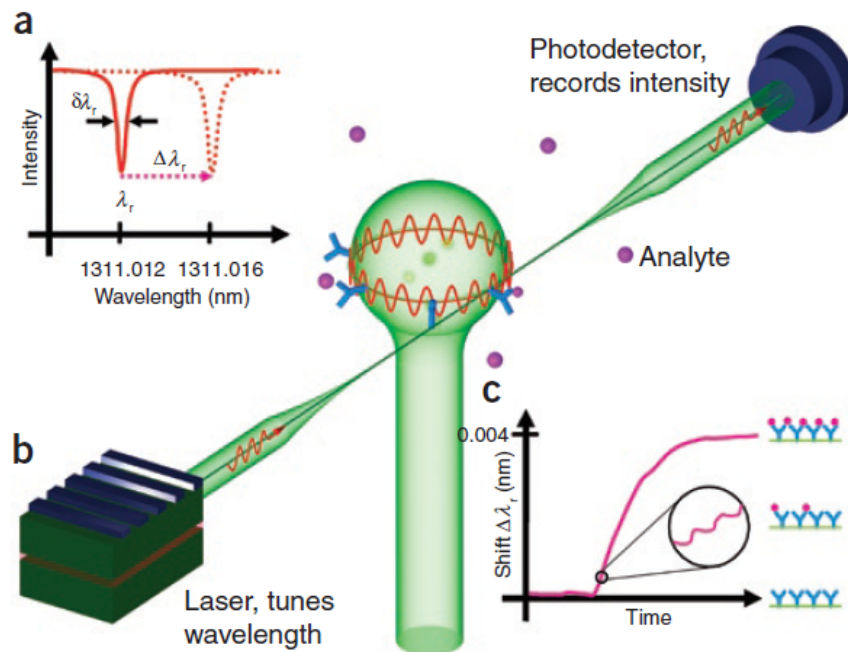 a
Intensity
δλr
Δλr
λr
1311.012 1311.016
Wavelength (nm)
Photodetector,
records intensity
Analyte
b
Laser, tunes
wavelength
c
0.004
Shift Δλr (nm)
Time